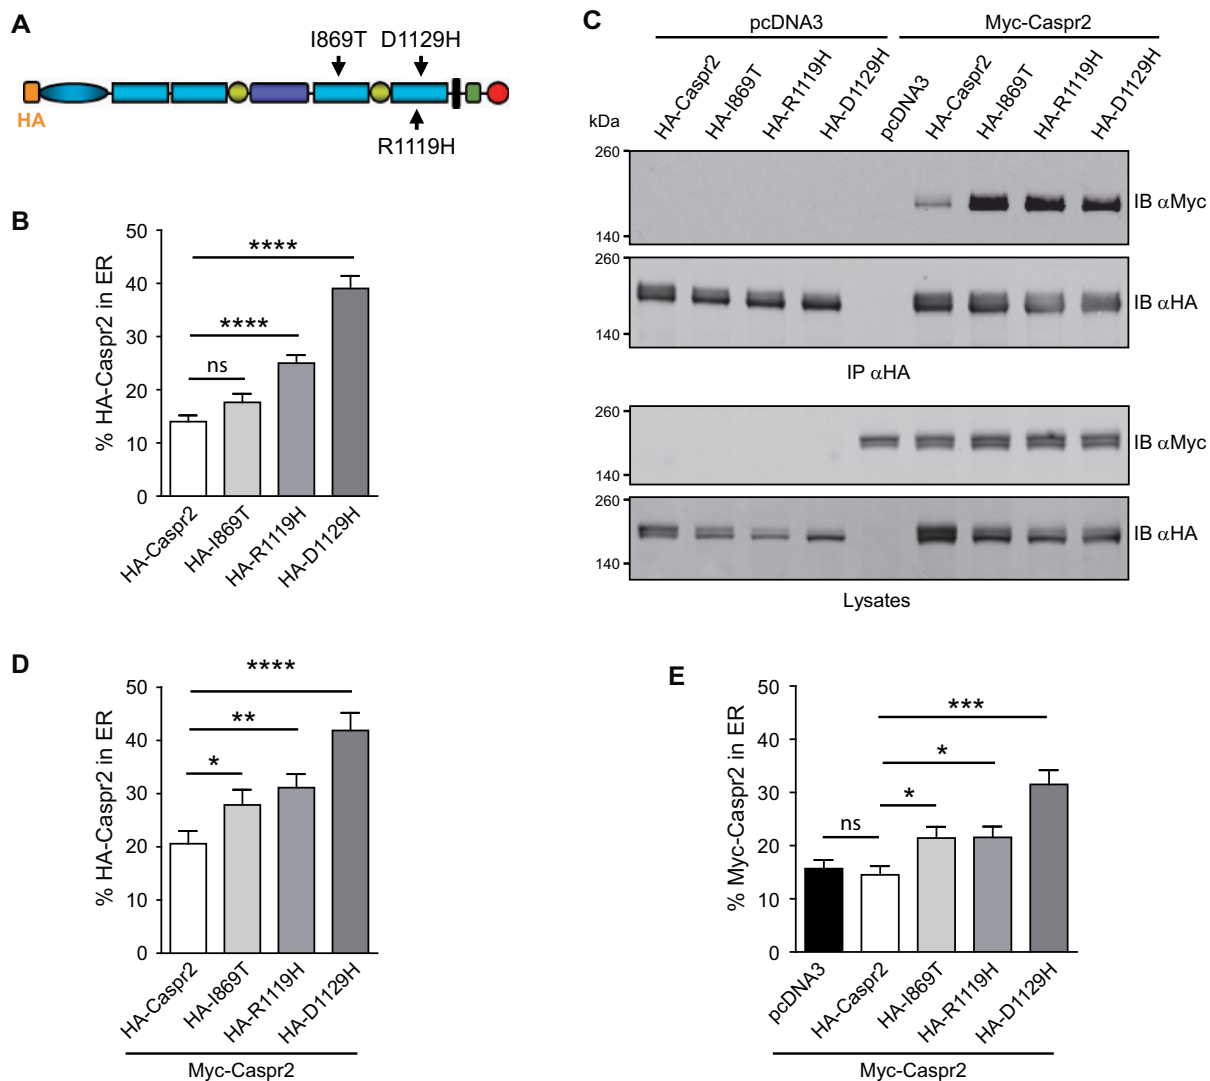 A
I869T D1129H
HA
R1119H
B
% HA-Caspr2 in ER
50
40
30
20
10
0
****
****
ns
HA-Caspr2
HA-I869T
HA-R1119H
HA-D1129H
C
pcDNA3 Myc-Caspr2
HA-Caspr2
HA-I869T
HA-R1119H
HA-D1129H
pcDNA3
HA-Caspr2
HA-I869T
HA-R1119H
HA-D1129H
kDa
260
140
IB αMyc
260
140
IB αHA
IP αHA
260
140
IB αMyc
260
140
IB αHA
Lysates
D
% HA-Caspr2 in ER
50
40
30
20
10
0
****
**
*
HA-Caspr2
HA-I869T
HA-R1119H
HA-D1129H
Myc-Caspr2
E
% Myc-Caspr2 in ER
50
40
30
20
10
0
***
*
*
ns
pcDNA3
HA-Caspr2
HA-I869T
HA-R1119H
HA-D1129H
Myc-Caspr2